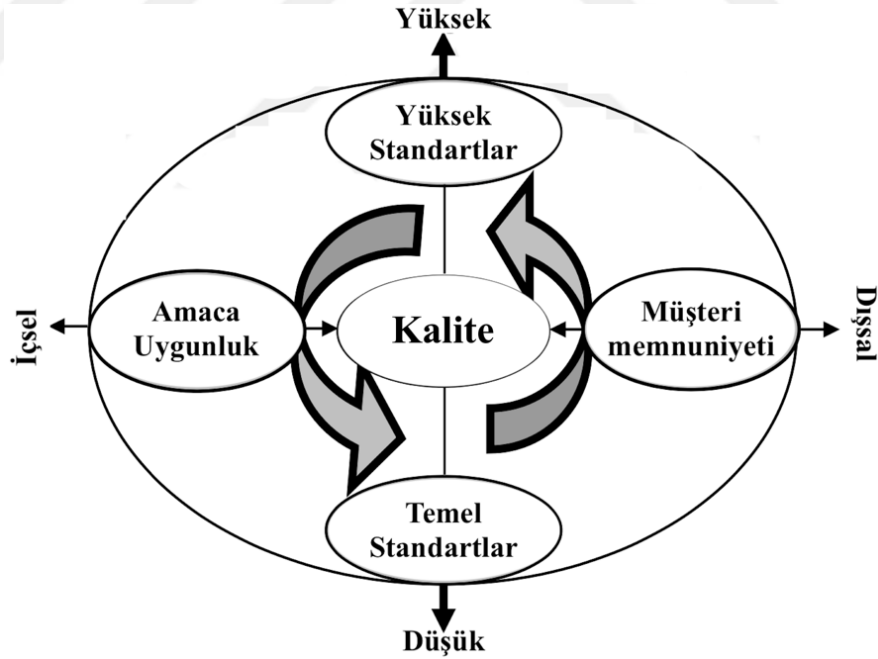 Yüksek
Yüksek
Standartlar
İçsel
Amaca
Uygunluk
Kalite
Müşteri
memnuniyeti
Dışsal
Temel
Standartlar
Düşük